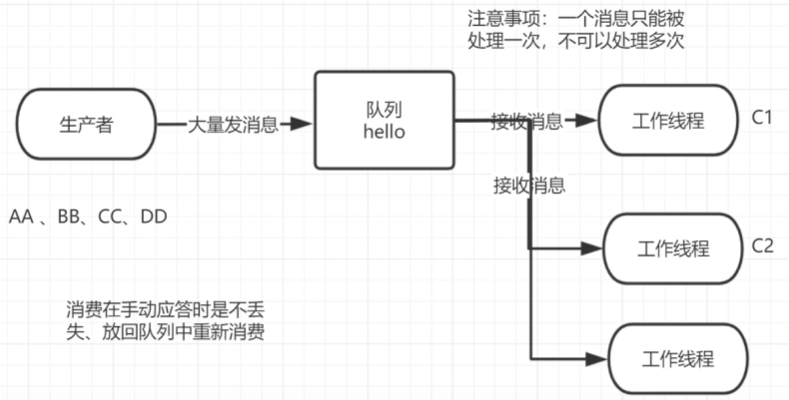 注意事项：一个消息只能被
处理一次，不可以处理多次
队列
hello
生产者
大量发消息
接收消息
工作线程
C1
接收消息
AA 、BB、CC、DD
工作线程
C2
消费在手动应答时是不丢
失、放回队列中重新消费
工作线程